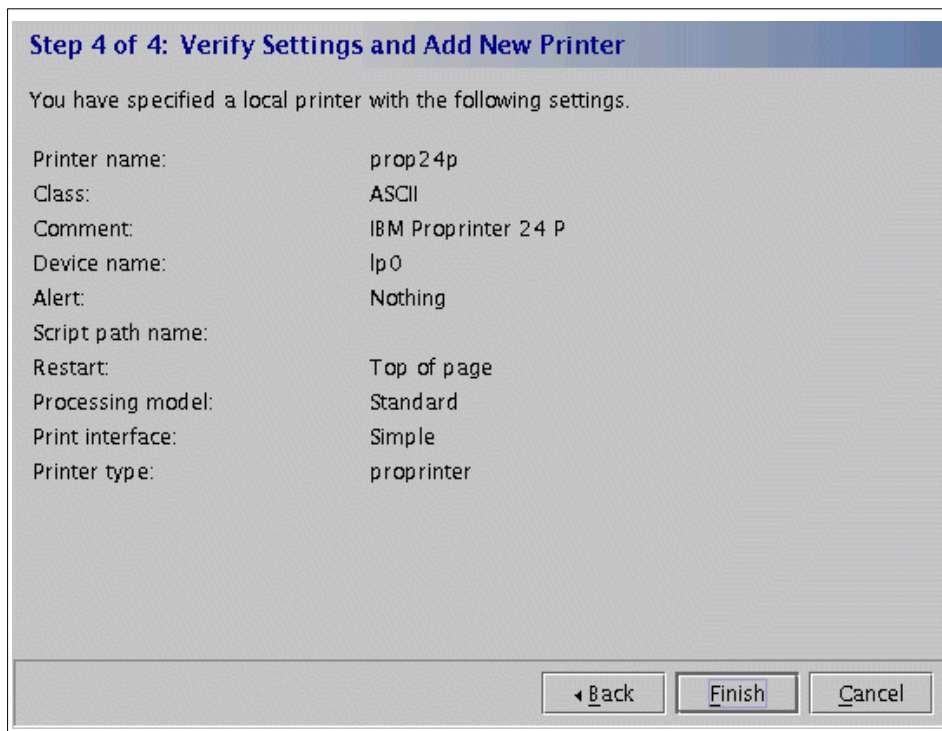 Step 4 of 4: Verify Settings and Add New Printer
You have specified a local printer with the following settings.
Printer name: prop24p
Class: ASCII
Comment: IBM Proprinter 24 P
Device name: lp0
Alert: Nothing
Script path name:
Restart: Top of page
Processing model: Standard
Print interface: Simple
Printer type: proprinter
Back Finish Cancel